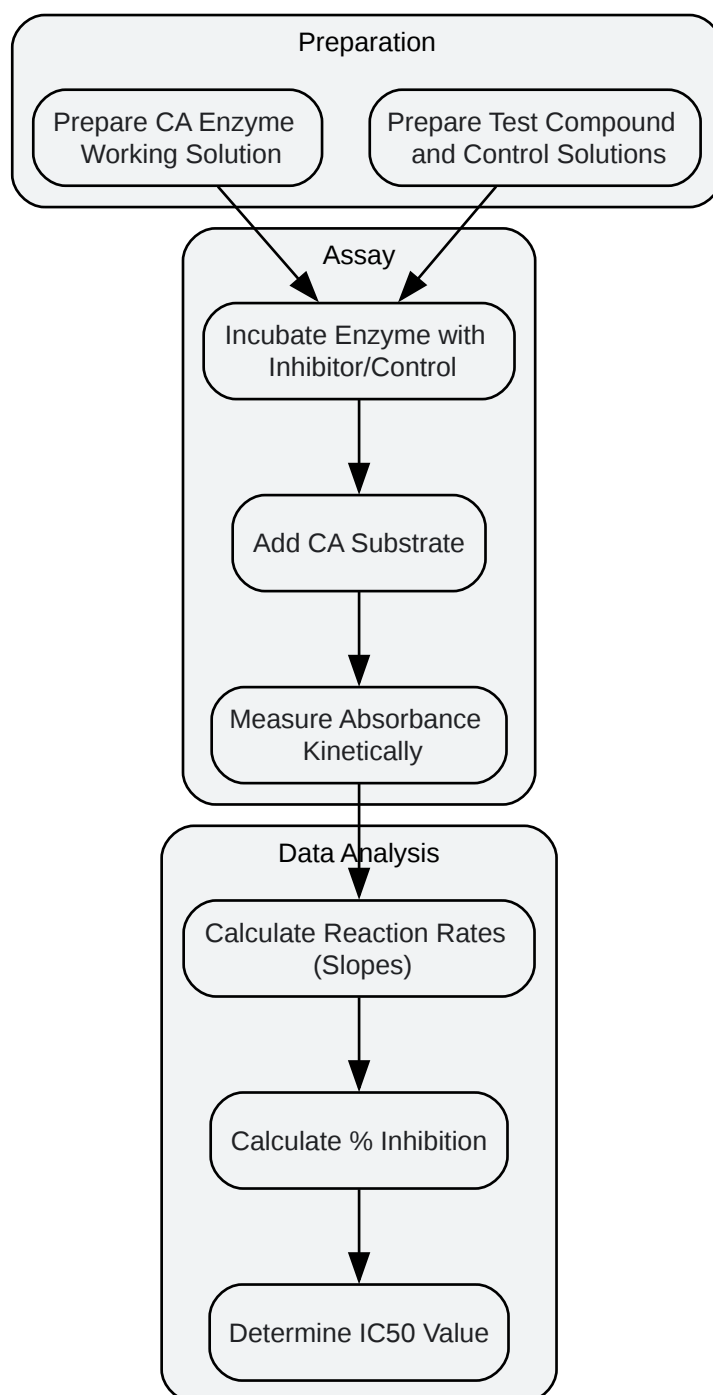 Preparation
Prepare CA Enzyme
Working Solution
Prepare Test Compound
and Control Solutions
Assay
Incubate Enzyme with
Inhibitor/Control
Add CA Substrate
Measure Absorbance
Kinetically
Data Analysis
Calculate Reaction Rates
(Slopes)
Calculate % Inhibition
Determine IC50 Value